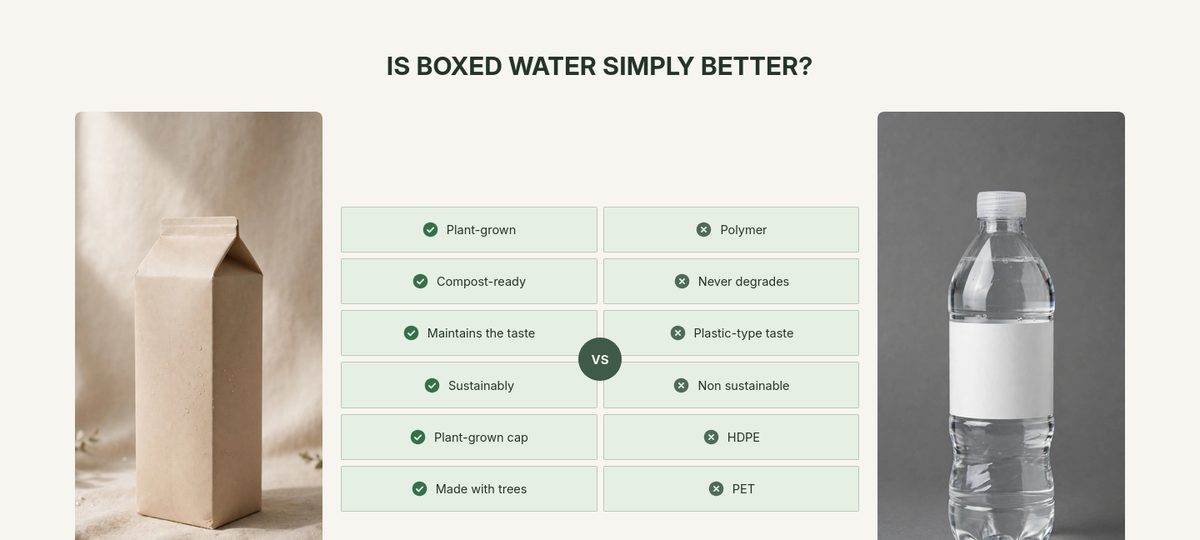 IS BOXED WATER SIMPLY BETTER?
Plant-grown
Polymer
Compost-ready
Never degrades
Maintains the taste
Plastic-type taste
VS
Sustainably
Non sustainable
Plant-grown cap
HDPE
Made with trees
PET